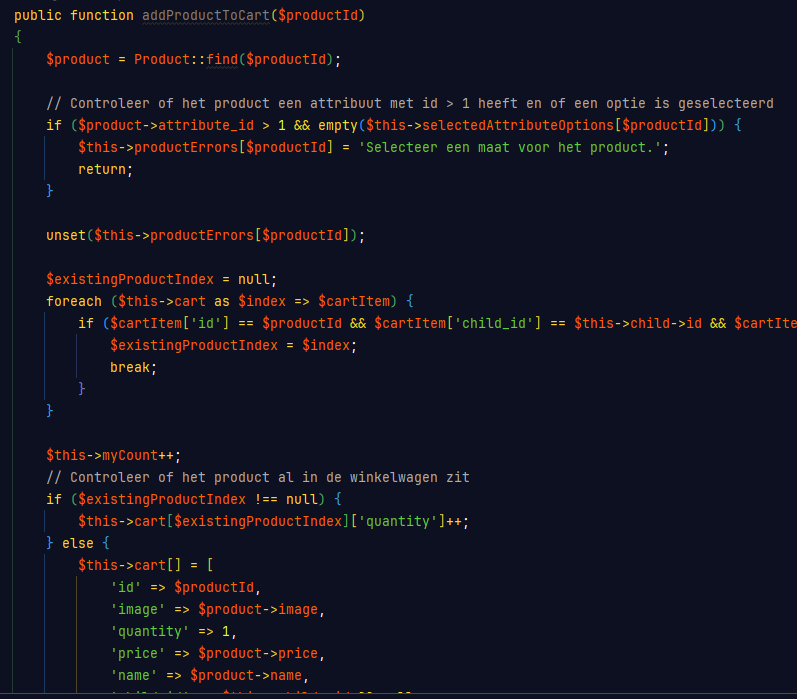 public function addProductToCart($productId)
{
    $product = Product::find($productId);

    // Controleer of het product een attribuut met id > 1 heeft en of een optie is geselecteerd
    if ($product->attribute_id > 1 && empty($this->selectedAttributeOptions[$productId])) {
        $this->productErrors[$productId] = 'Selecteer een maat voor het product.';
        return;
    }

    unset($this->productErrors[$productId]);

    $existingProductIndex = null;
    foreach ($this->cart as $index => $cartItem) {
        if ($cartItem['id'] == $productId && $cartItem['child_id'] == $this->child->id && $cartIte
            $existingProductIndex = $index;
            break;
        }
    }

    $this->myCount++;
    // Controleer of het product al in de winkelwagen zit
    if ($existingProductIndex !== null) {
        $this->cart[$existingProductIndex]['quantity']++;
    } else {
        $this->cart[] = [
            'id' => $productId,
            'image' => $product->image,
            'quantity' => 1,
            'price' => $product->price,
            'name' => $product->name,